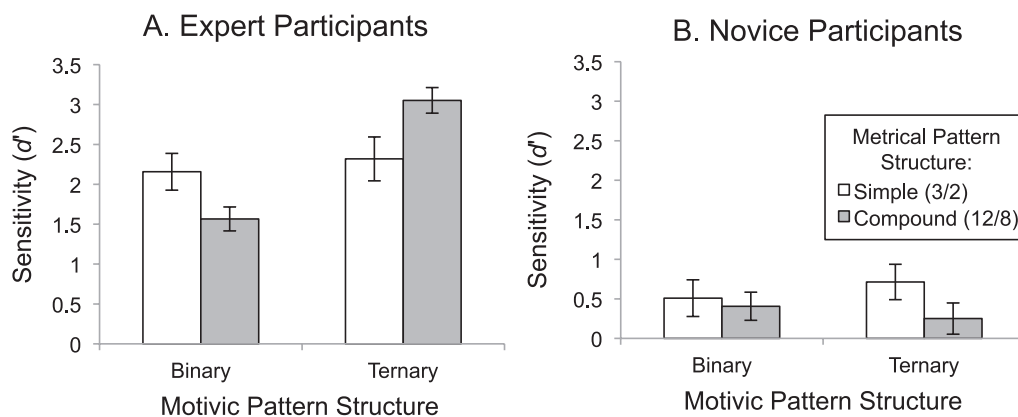 A. Expert Participants
3.5
3
2.5
2
1.5
1
0.5
0
Sensitivity (d')
Binary
Ternary
Motivic Pattern Structure
B. Novice Participants
3.5
3
2.5
2
1.5
1
0.5
0
Sensitivity (d')
Metrical Pattern
Structure:
Simple (3/2)
Compound (12/8)
Binary
Ternary
Motivic Pattern Structure